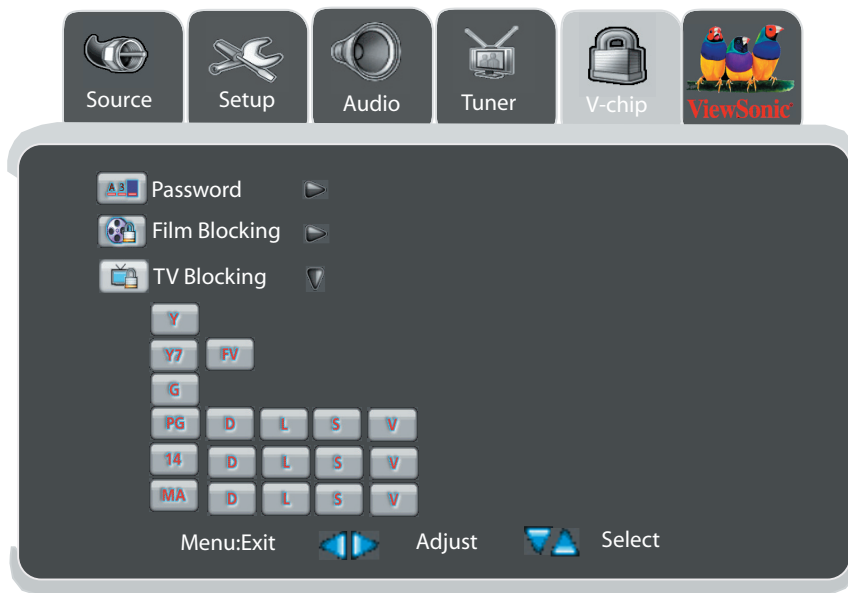 Source Setup Audio Tuner V-chip ViewSonic
Password
Film Blocking
TV Blocking
Y
Y7 FV
G
PG D L S V
14 D L S V
MA D L S V
Menu:Exit Adjust Select